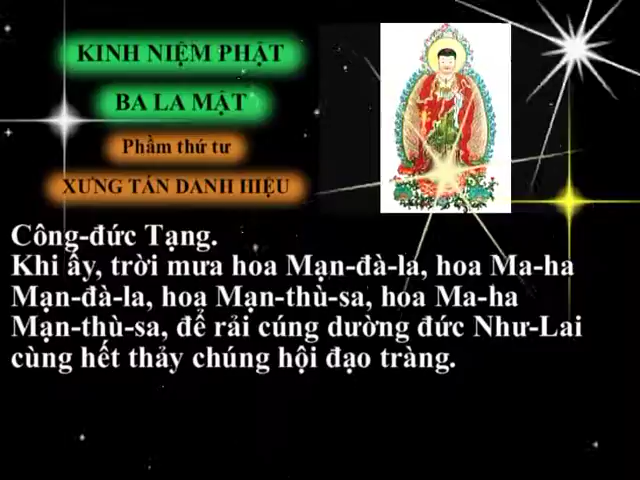 KINH NIỆM PHẬT
BA LA MẬT
Phầm thứ tư
XƯNG TÁN DANH HIỆU
Công-đức Tạng.
Khi ấy, trời mưa hoa Mạn-đà-la, hoa Ma-ha
Mạn-đà-la, hoa Mạn-thù-sa, hoa Ma-ha
Mạn-thù-sa, để rải cúng dường đức Như-Lai
cùng hết thảy chúng hội đạo tràng.